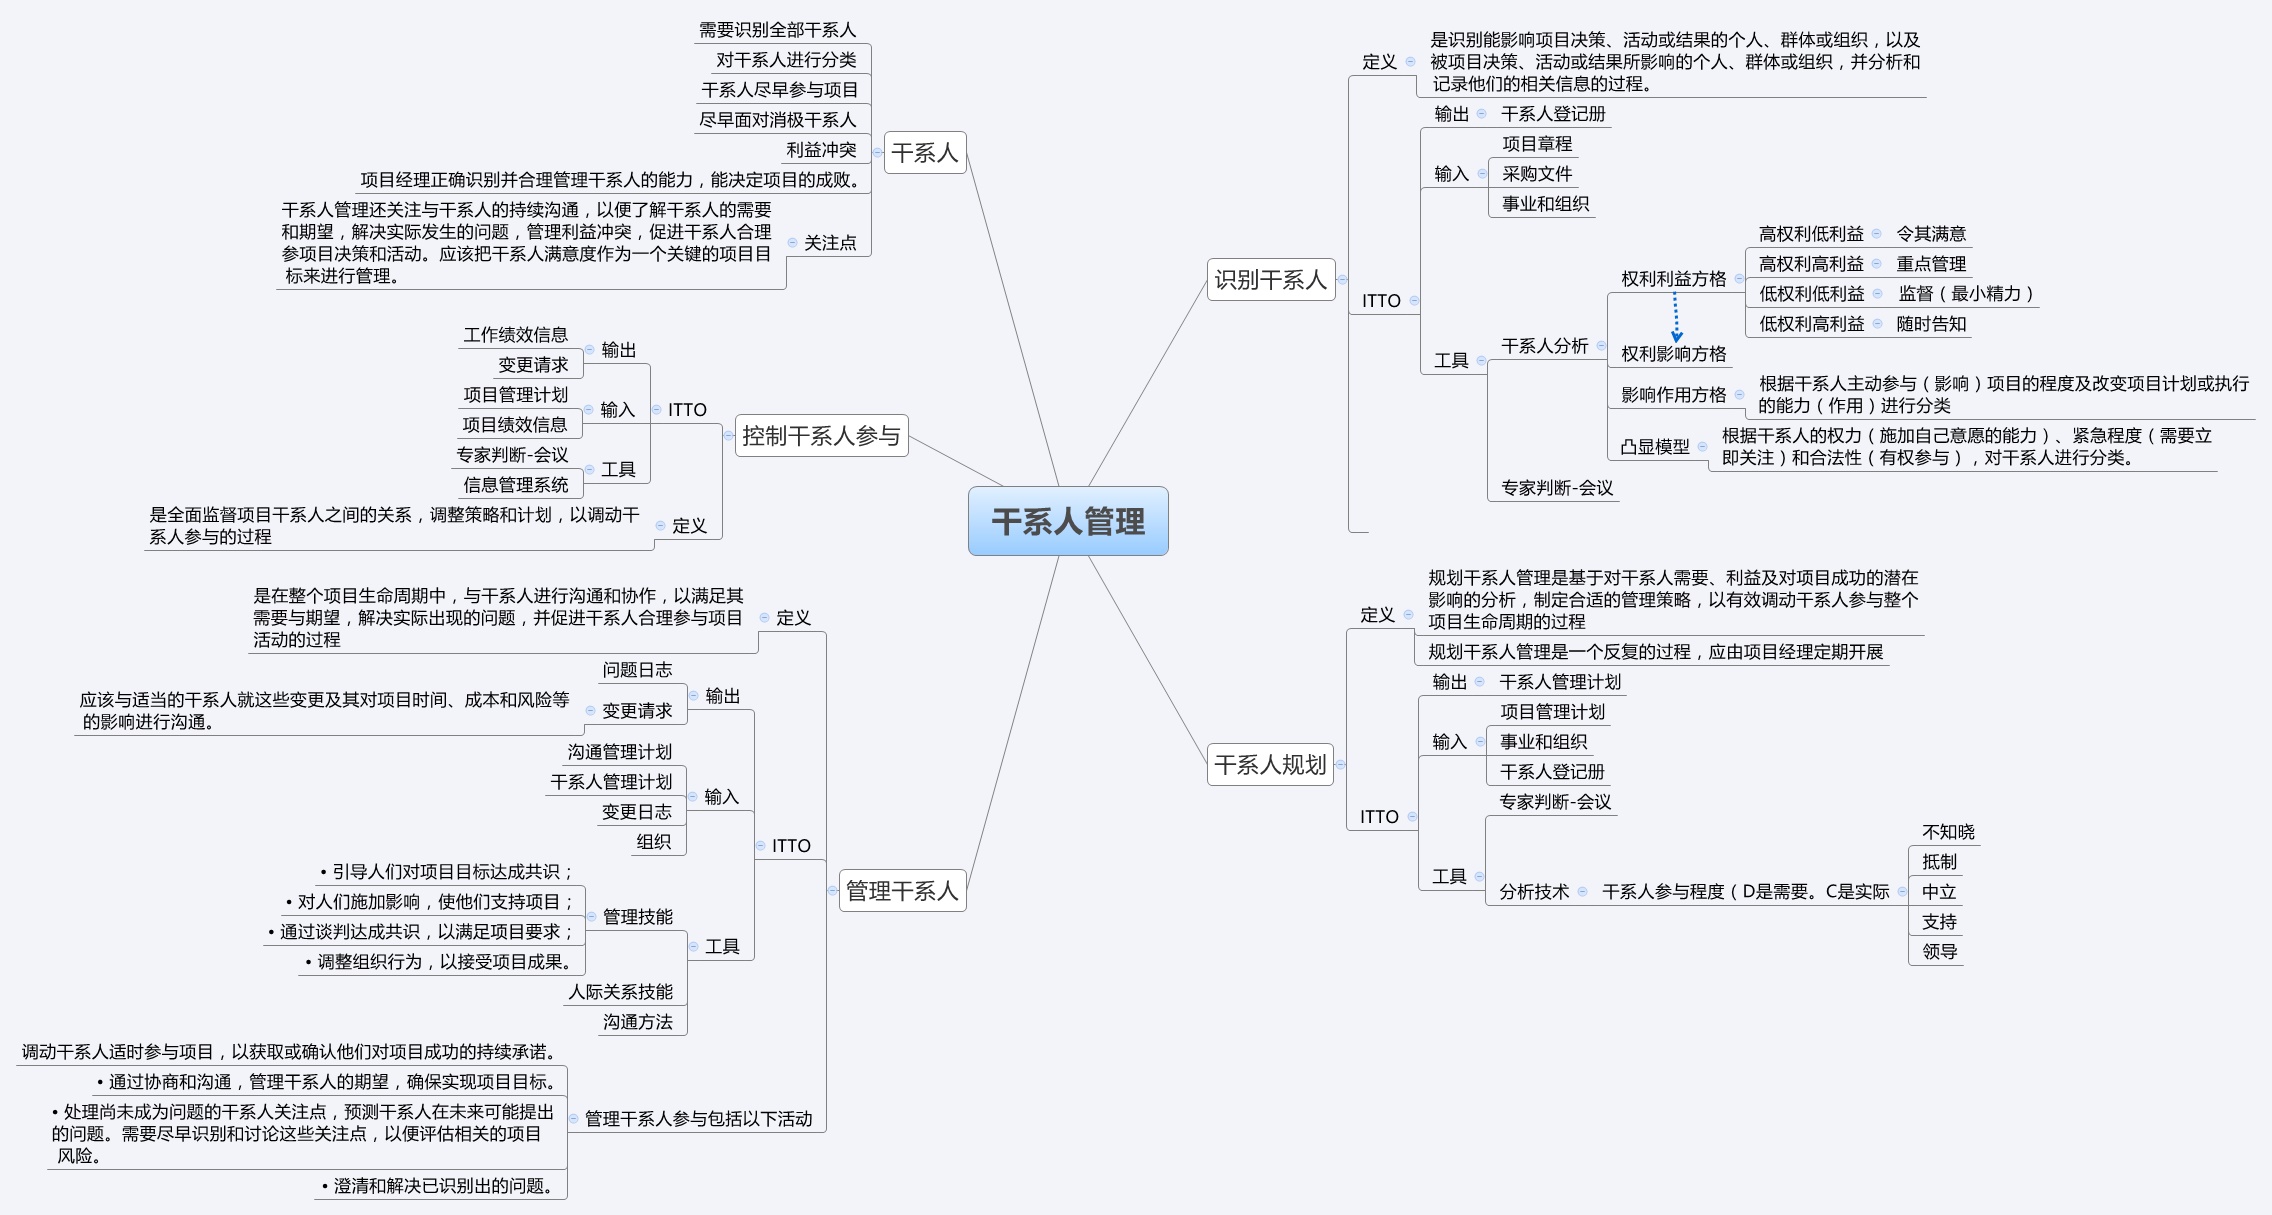 干系人管理
干系人
需要识别全部干系人
对干系人进行分类
干系人尽早参与项目
尽早面对消极干系人
利益冲突
项目经理正确识别并合理管理干系人的能力，能决定项目的成败。
关注点
干系人管理还关注与干系人的持续沟通，以便了解干系人的需要
和期望，解决实际发生的问题，管理利益冲突，促进干系人合理
参项目决策和活动。应该把干系人满意度作为一个关键的项目目
标来进行管理。
控制干系人参与
ITTO
输出
工作绩效信息
变更请求
输入
项目管理计划
项目绩效信息
工具
专家判断-会议
信息管理系统
定义
是全面监督项目干系人之间的关系，调整策略和计划，以调动干
系人参与的过程
管理干系人
定义
是在整个项目生命周期中，与干系人进行沟通和协作，以满足其
需要与期望，解决实际出现的问题，并促进干系人合理参与项目
活动的过程
ITTO
输出
问题日志
变更请求
应该与适当的干系人就这些变更及其对项目时间、成本和风险等
的影响进行沟通。
输入
沟通管理计划
干系人管理计划
变更日志
组织
工具
管理技能
• 引导人们对项目目标达成共识；
• 对人们施加影响，使他们支持项目；
• 通过谈判达成共识，以满足项目要求；
• 调整组织行为，以接受项目成果。
人际关系技能
沟通方法
管理干系人参与包括以下活动
调动干系人适时参与项目，以获取或确认他们对项目成功的持续承诺。
• 通过协商和沟通，管理干系人的期望，确保实现项目目标。
• 处理尚未成为问题的干系人关注点，预测干系人在未来可能提出
的问题。需要尽早识别和讨论这些关注点，以便评估相关的项目
风险。
• 澄清和解决已识别出的问题。
识别干系人
定义
是识别能影响项目决策、活动或结果的个人、群体或组织，以及
被项目决策、活动或结果所影响的个人、群体或组织，并分析和
记录他们的相关信息的过程。
ITTO
输出
干系人登记册
输入
项目章程
采购文件
事业和组织
工具
干系人分析
权利利益方格
高权利低利益
令其满意
高权利高利益
重点管理
低权利低利益
监督（最小精力）
低权利高利益
随时告知
权利影响方格
影响作用方格
根据干系人主动参与（影响）项目的程度及改变项目计划或执行
的能力（作用）进行分类
凸显模型
根据干系人的权力（施加自己意愿的能力）、紧急程度（需要立
即关注）和合法性（有权参与），对干系人进行分类。
专家判断-会议
干系人规划
定义
规划干系人管理是基于对干系人需要、利益及对项目成功的潜在
影响的分析，制定合适的管理策略，以有效调动干系人参与整个
项目生命周期的过程
规划干系人管理是一个反复的过程，应由项目经理定期开展
ITTO
输出
干系人管理计划
输入
项目管理计划
事业和组织
干系人登记册
工具
专家判断-会议
分析技术
干系人参与程度（D是需要。C是实际
不知晓
抵制
中立
支持
领导